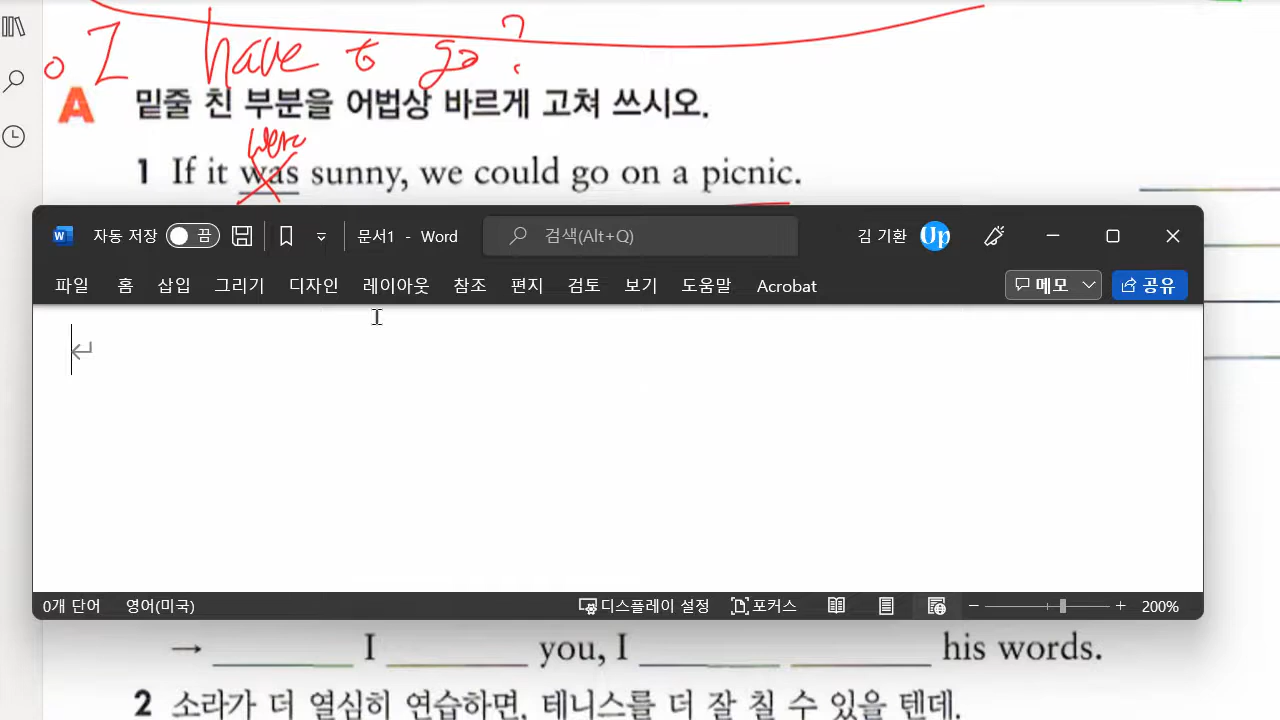 I have to go?
A 밑줄 친 부분을 어법상 바르게 고쳐 쓰시오.
were
1 If it was sunny, we could go on a picnic.
자동 저장 끔 문서1 - Word 검색(Alt+Q) 김 기환 Up
파일 홈 삽입 그리기 디자인 레이아웃 참조 편지 검토 보기 도움말 Acrobat 메모 공유
0개 단어 영어(미국) 디스플레이 설정 포커스 200%
→ I you, I his words.
2 소라가 더 열심히 연습하면, 테니스를 더 잘 칠 수 있을 텐데.